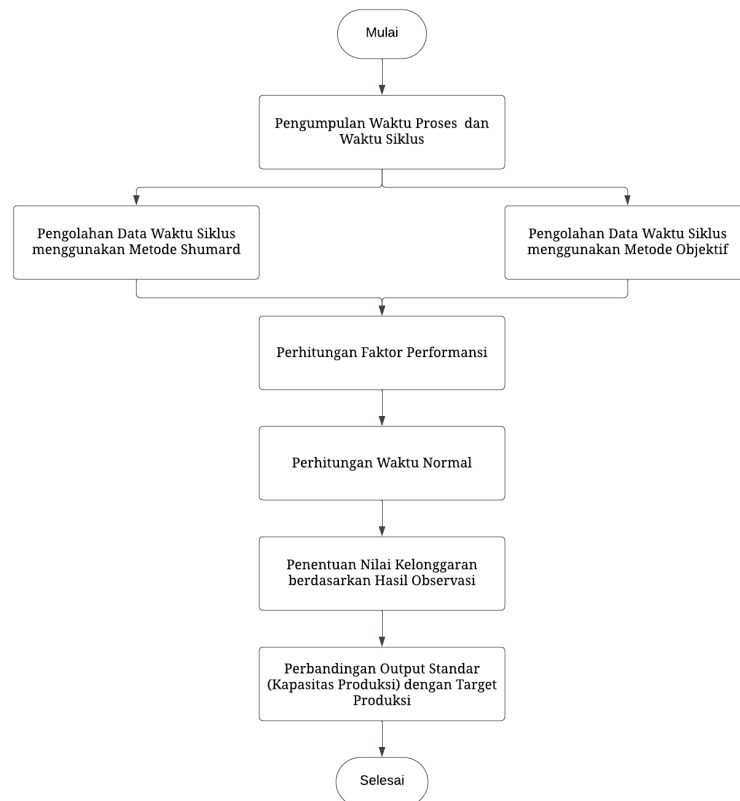 Mulai
Pengumpulan Waktu Proses dan
Waktu Siklus
Pengolahan Data Waktu Siklus
menggunakan Metode Shumard
Pengolahan Data Waktu Siklus
menggunakan Metode Objektif
Perhitungan Faktor Performansi
Perhitungan Waktu Normal
Penentuan Nilai Kelonggaran
berdasarkan Hasil Observasi
Perbandingan Output Standar
(Kapasitas Produksi) dengan Target
Produksi
Selesai